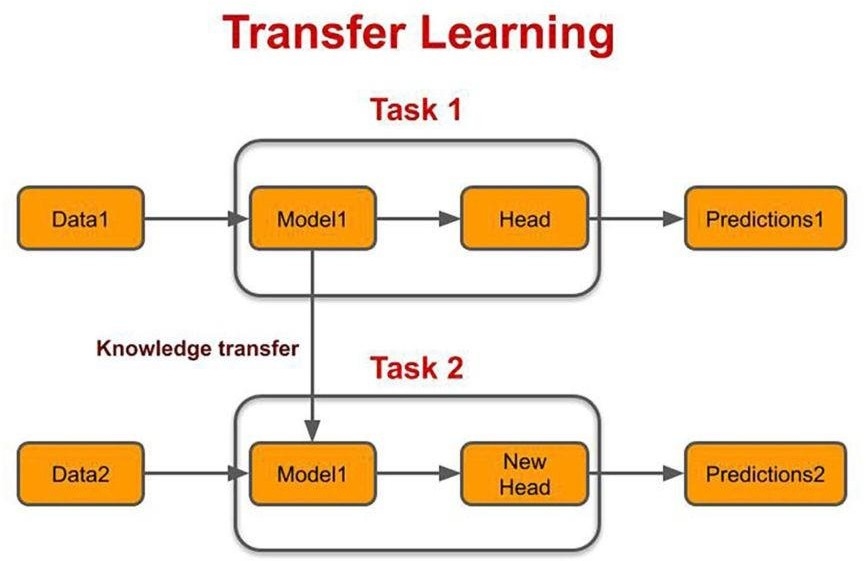 Transfer Learning
Task 1
Data1
Model1
Head
Predictions1
Knowledge transfer
Task 2
Data2
Model1
New
Head
Predictions2